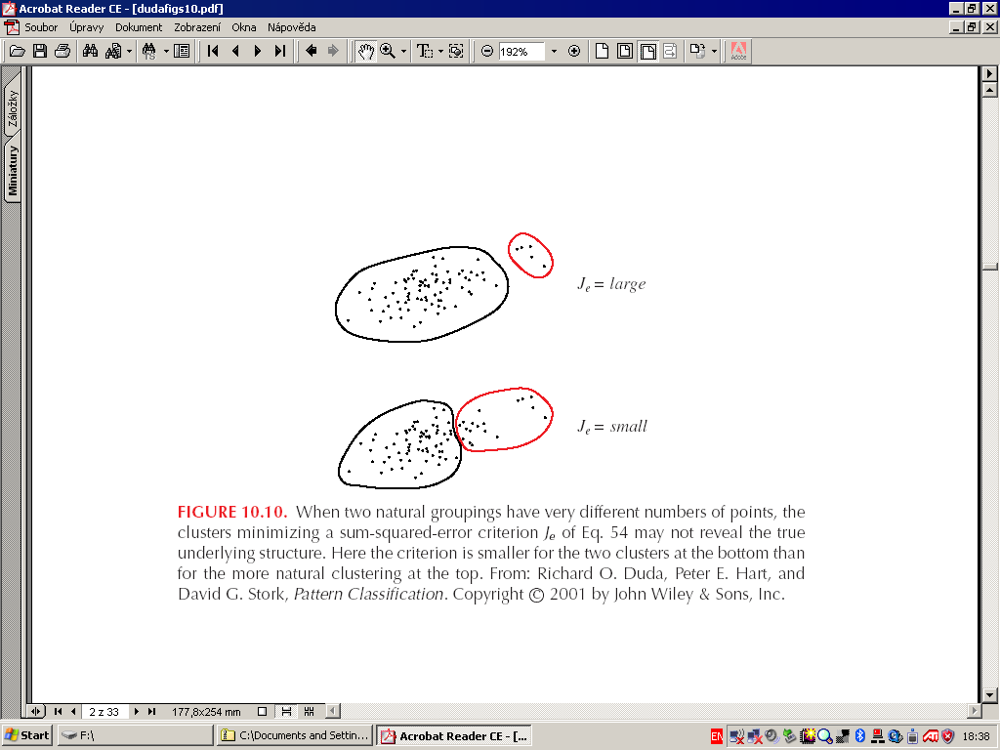 Acrobat Reader CE - [dudafigs10.pdf]
Soubor Úpravy Dokument Zobrazení Okna Nápověda
192%
Adobe
Záložky
Miniatury
Je = large
Je = small
FIGURE 10.10. When two natural groupings have very different numbers of points, the
clusters minimizing a sum-squared-error criterion Je of Eq. 54 may not reveal the true
underlying structure. Here the criterion is smaller for the two clusters at the bottom than
for the more natural clustering at the top. From: Richard O. Duda, Peter E. Hart, and
David G. Stork, Pattern Classification. Copyright © 2001 by John Wiley & Sons, Inc.
2 z 33 177,8x254 mm
Start F:\ C:\Documents and Settin... Acrobat Reader CE - [... EN ATI 18:38